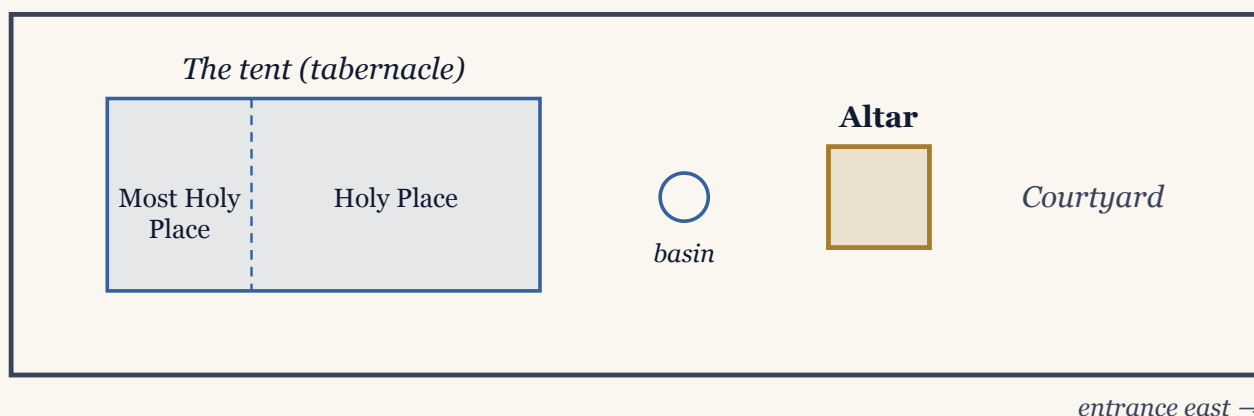 The tent (tabernacle)
Altar
Most Holy
Place
Holy Place
Courtyard
basin
entrance east →